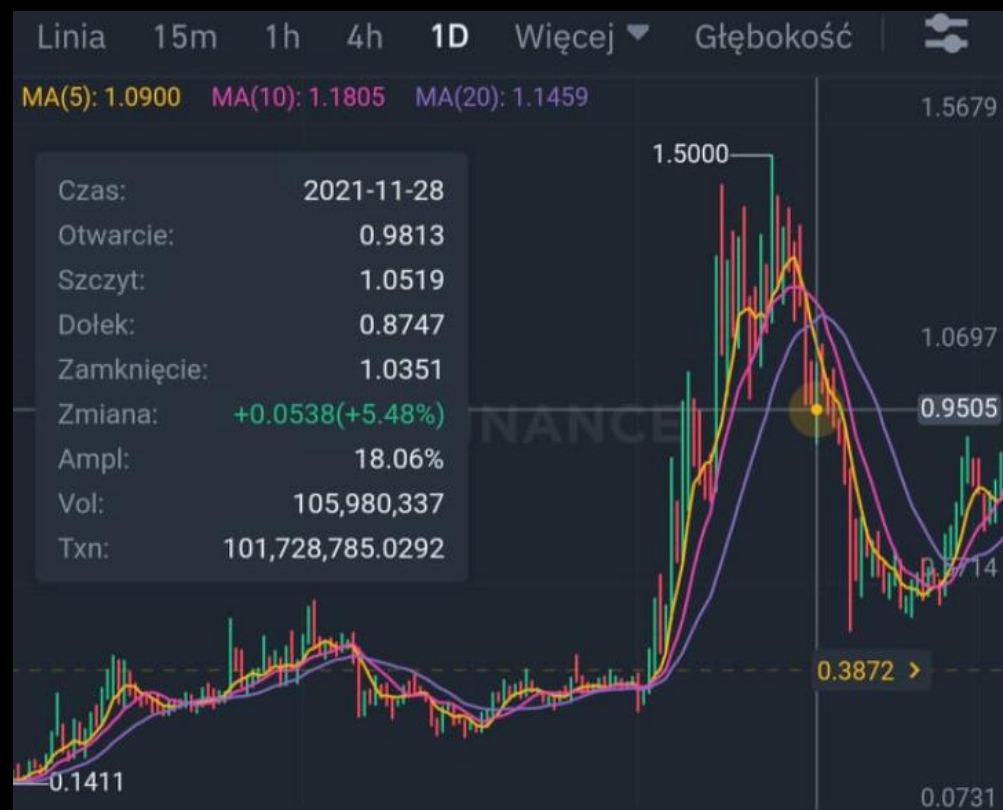 Linia 15m 1h 4h 1D Więcej Głębokość
MA(5): 1.0900 MA(10): 1.1805 MA(20): 1.1459
1.5679
1.5000
Czas: 2021-11-28
Otwarcie: 0.9813
Szczyt: 1.0519
Dołek: 0.8747
1.0697
Zamknięcie: 1.0351
0.9505
Zmiana: +0.0538(+5.48%)
INANCE
Ampl: 18.06%
Vol: 105,980,337
Txn: 101,728,785.0292
0.3872 >
0.1411
0.0731